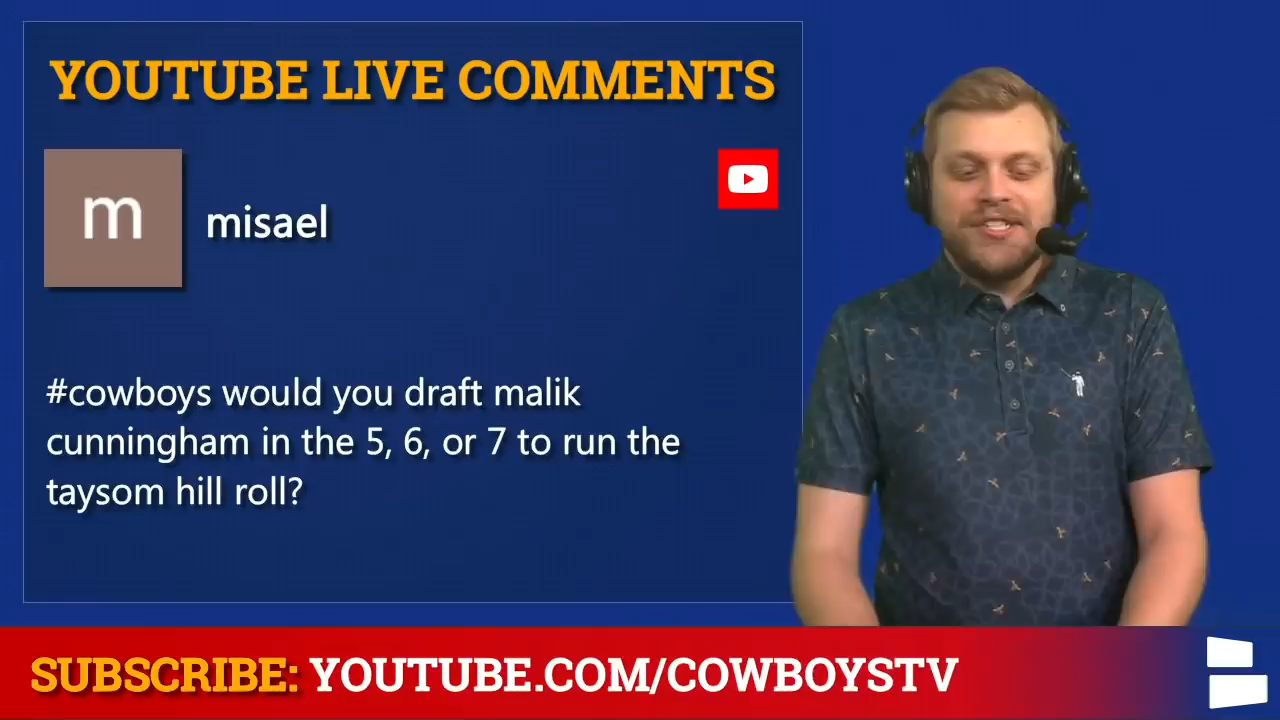 YOUTUBE LIVE COMMENTS
m
misael
#cowboys would you draft malik
cunningham in the 5, 6, or 7 to run the
taysom hill roll?
SUBSCRIBE: YOUTUBE.COM/COWBOYSTV